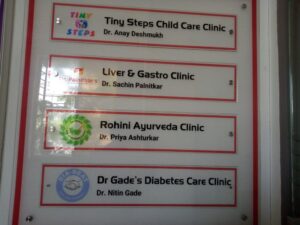 TINY
STEPS
Tiny Steps Child Care Clinic
Dr. Anay Deshmukh
Liver & Gastro Clinic
Dr. Sachin Palnitkar
Rohini Ayurveda Clinic
Dr. Priya Ashturkar
Dr Gade's Diabetes Care Clinic
Dr. Nitin Gade